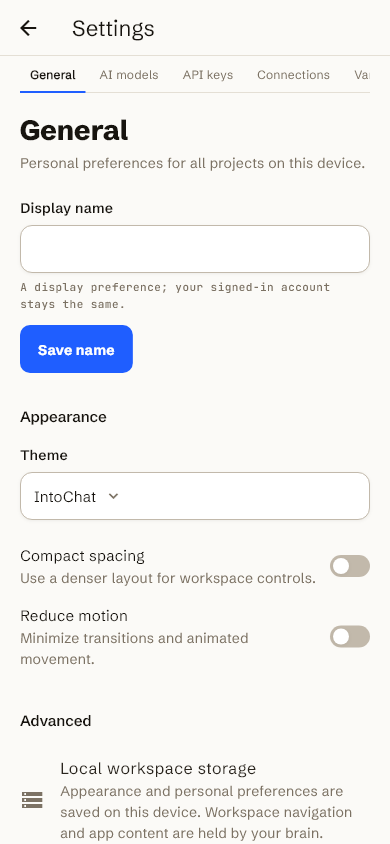 Settings
General
AI models
API keys
Connections
General
Personal preferences for all projects on this device.
Display name
A display preference; your signed-in account
stays the same.
Save name
Appearance
Theme
IntoChat
Compact spacing
Use a denser layout for workspace controls.
Reduce motion
Minimize transitions and animated
movement.
Advanced
Local workspace storage
Appearance and personal preferences are
saved on this device. Workspace navigation
and app content are held by your brain.